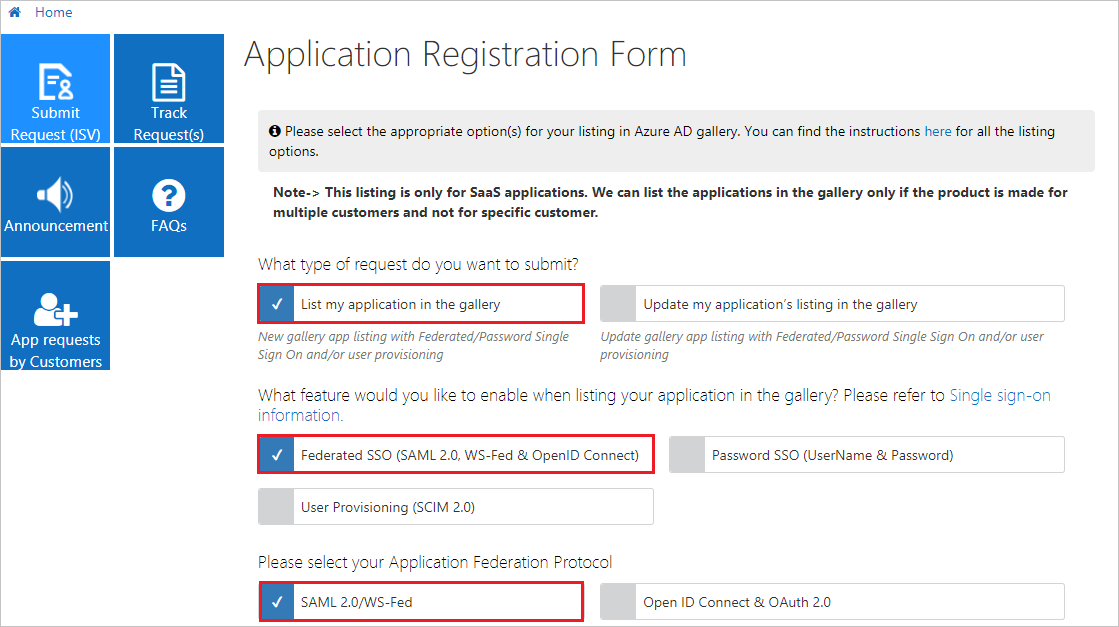 Home
Submit
Request (ISV)
Track
Request(s)
Announcement
FAQs
App requests
by Customers
Application Registration Form
Please select the appropriate option(s) for your listing in Azure AD gallery. You can find the instructions here for all the listing
options.
Note-> This listing is only for SaaS applications. We can list the applications in the gallery only if the product is made for
multiple customers and not for specific customer.
What type of request do you want to submit?
List my application in the gallery
Update my application's listing in the gallery
New gallery app listing with Federated/Password Single
Sign On and/or user provisioning
Update gallery app listing with Federated/Password Single Sign On and/or user
provisioning
What feature would you like to enable when listing your application in the gallery? Please refer to Single sign-on
information.
Federated SSO (SAML 2.0, WS-Fed & OpenID Connect)
Password SSO (UserName & Password)
User Provisioning (SCIM 2.0)
Please select your Application Federation Protocol
SAML 2.0/WS-Fed
Open ID Connect & OAuth 2.0